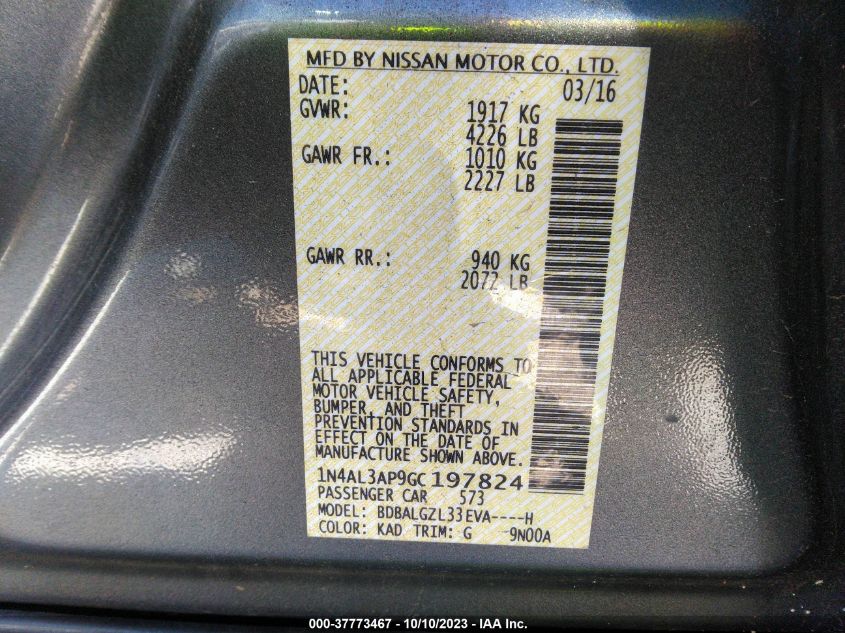 MFD BY NISSAN MOTOR CO., LTD.
DATE: 03/16
GVWR: 1917 KG
4226 LB
GAWR FR.: 1010 KG
2227 LB
GAWR RR.: 940 KG
2072 LB
THIS VEHICLE CONFORMS TO
ALL APPLICABLE FEDERAL
MOTOR VEHICLE SAFETY,
BUMPER, AND THEFT
PREVENTION STANDARDS IN
EFFECT ON THE DATE OF
MANUFACTURE SHOWN ABOVE.
1N4AL3AP9GC197824
PASSENGER CAR 573
MODEL: BDBALGZL33EVA----H
COLOR: KAD TRIM: G 9N00A
000-37773467 - 10/10/2023 - IAA Inc.